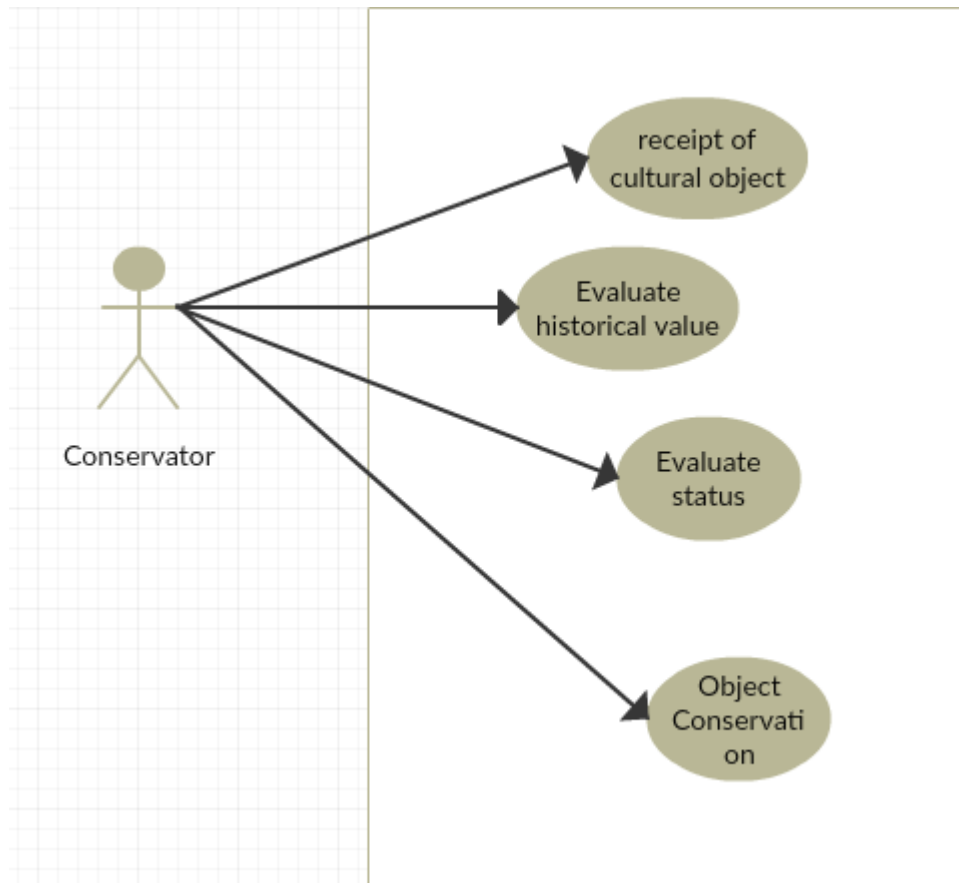 receipt of
cultural object
Evaluate
historical value
Conservator
Evaluate
status
Object
Conservati
on